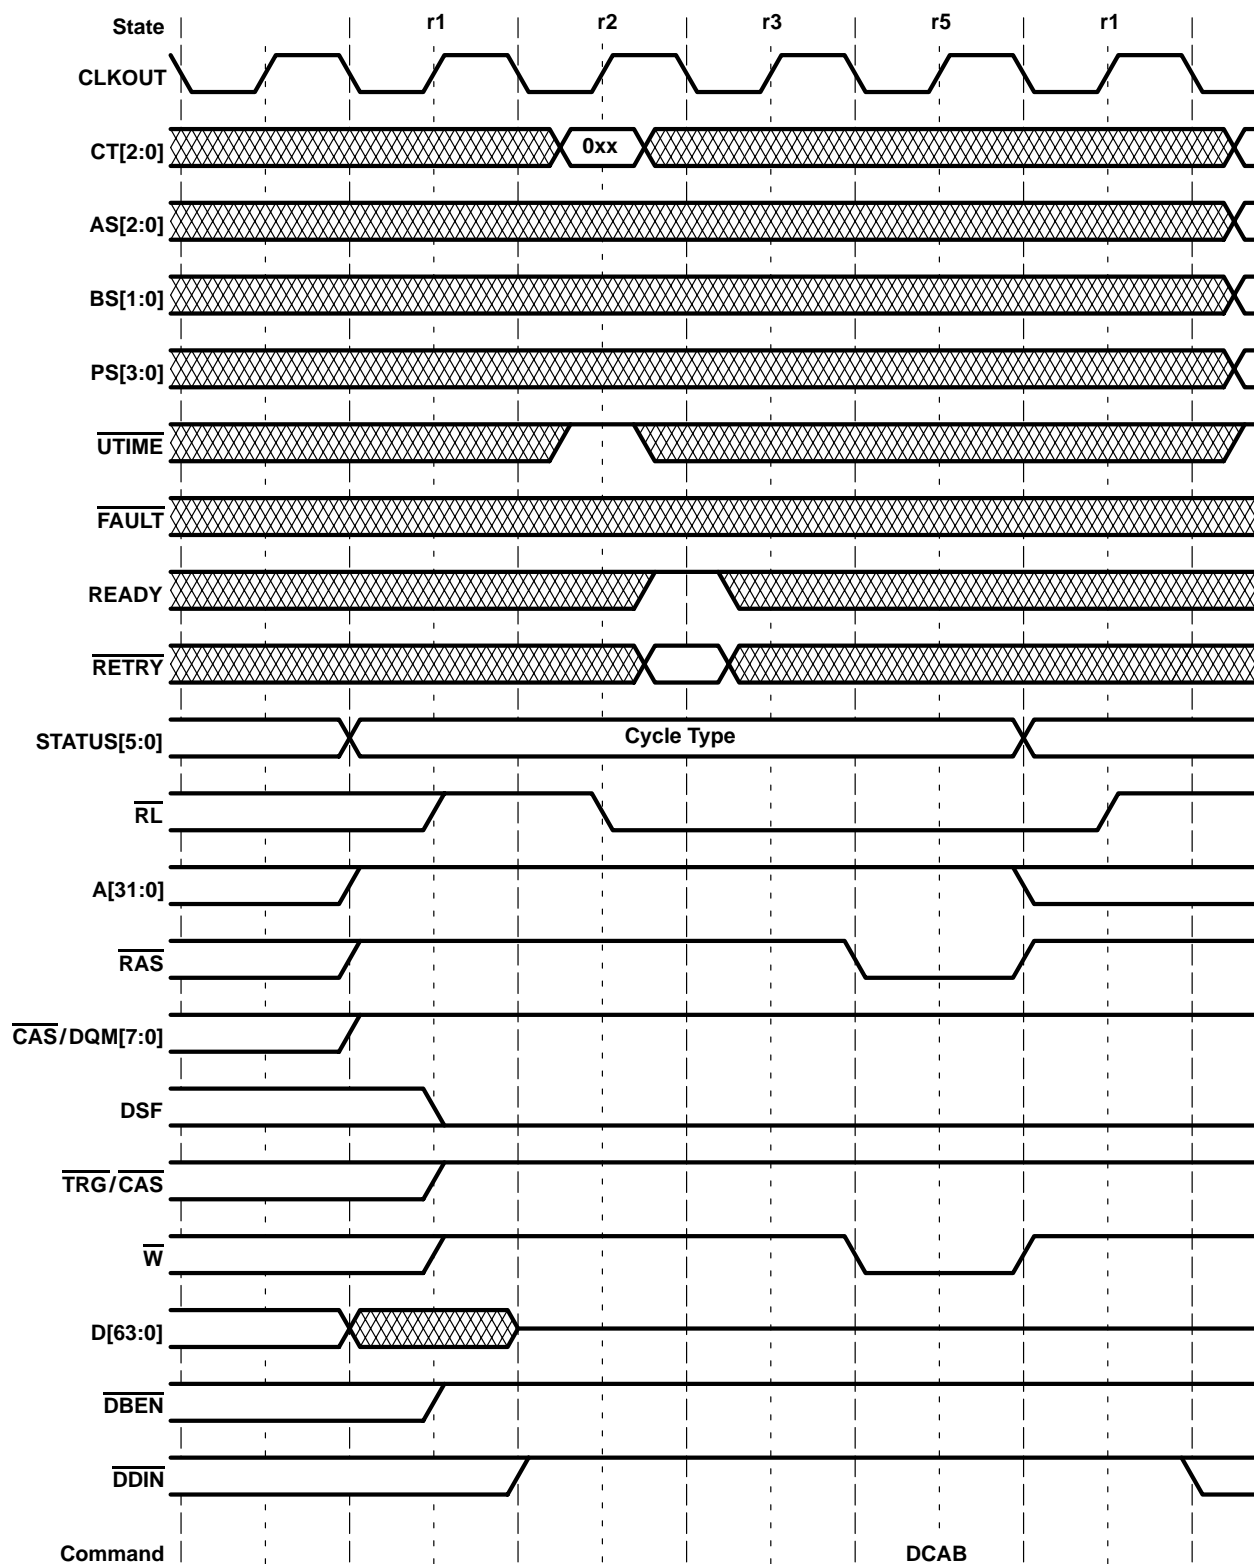 State r1 r2 r3 r5 r1
CLKOUT
CT[2:0] 0xx
AS[2:0]
BS[1:0]
PS[3:0]
UTIME
FAULT
READY
RETRY
STATUS[5:0] Cycle Type
RL
A[31:0]
RAS
CAS/DQM[7:0]
DSF
TRG/CAS
W
D[63:0]
DBEN
DDIN
Command DCAB